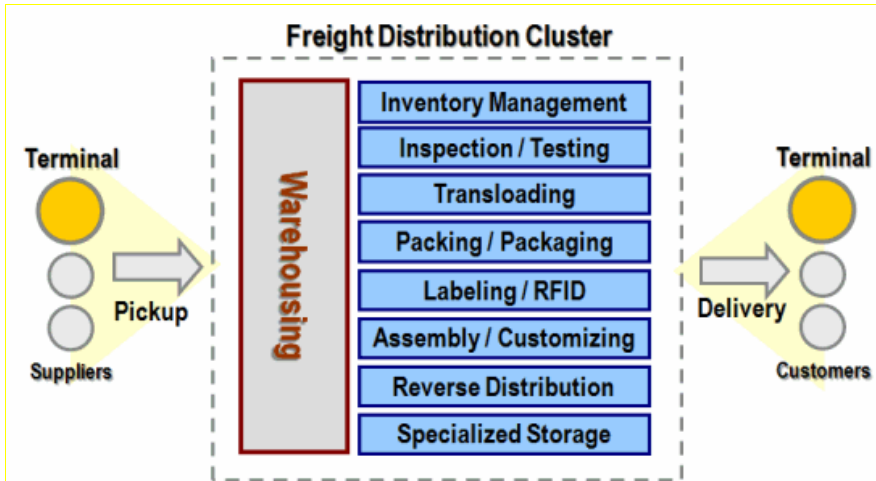 Freight Distribution Cluster
Terminal
Pickup
Suppliers
Warehousing
Inventory Management
Inspection / Testing
Transloading
Packing / Packaging
Labeling / RFID
Assembly / Customizing
Reverse Distribution
Specialized Storage
Terminal
Delivery
Customers